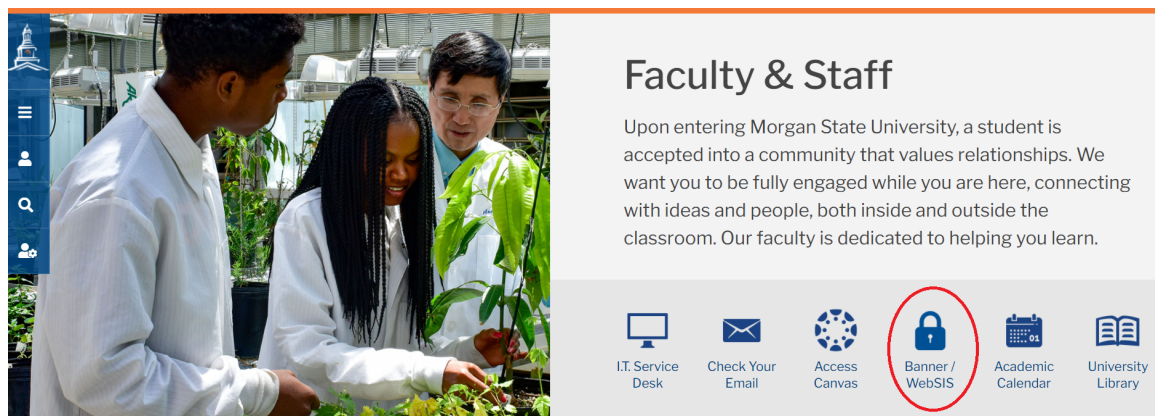 Faculty & Staff
Upon entering Morgan State University, a student is
accepted into a community that values relationships. We
want you to be fully engaged while you are here, connecting
with ideas and people, both inside and outside the
classroom. Our faculty is dedicated to helping you learn.
01
I.T. Service
Desk
Check Your
Email
Access
Canvas
Banner /
WebSIS
Academic
Calendar
University
Library